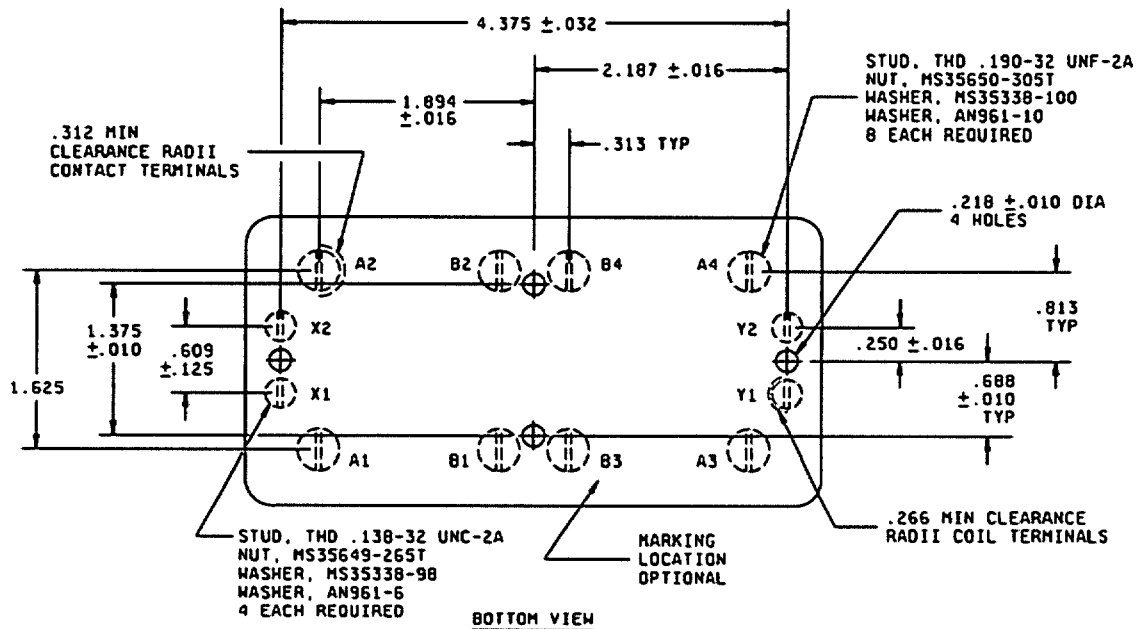 4.375 ±.032
2.187 ±.016
1.894
±.016
.313 TYP
STUD, THD .190-32 UNF-2A
NUT, MS35650-305T
WASHER, MS35338-100
WASHER, AN961-10
8 EACH REQUIRED
.312 MIN
CLEARANCE RADII
CONTACT TERMINALS
.218 ±.010 DIA
4 HOLES
A2
B2
B4
A4
1.625
1.375
±.010
.609
±.125
X2
Y2
.250 ±.016
.813
TYP
X1
Y1
.688
±.010
TYP
A1
B1
B3
A3
STUD, THD .138-32 UNC-2A
NUT, MS35649-265T
WASHER, MS35338-98
WASHER, AN961-6
4 EACH REQUIRED
MARKING
LOCATION
OPTIONAL
.266 MIN CLEARANCE
RADII COIL TERMINALS
BOTTOM VIEW